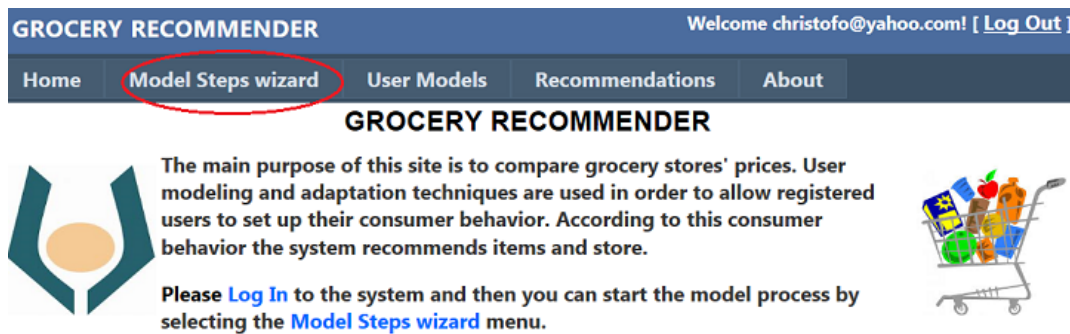 GROCERY RECOMMENDER
Welcome christofo@yahoo.com! [ Log Out ]
Home Model Steps wizard User Models Recommendations About
GROCERY RECOMMENDER
The main purpose of this site is to compare grocery stores' prices. User
modeling and adaptation techniques are used in order to allow registered
users to set up their consumer behavior. According to this consumer
behavior the system recommends items and store.
Please Log In to the system and then you can start the model process by
selecting the Model Steps wizard menu.